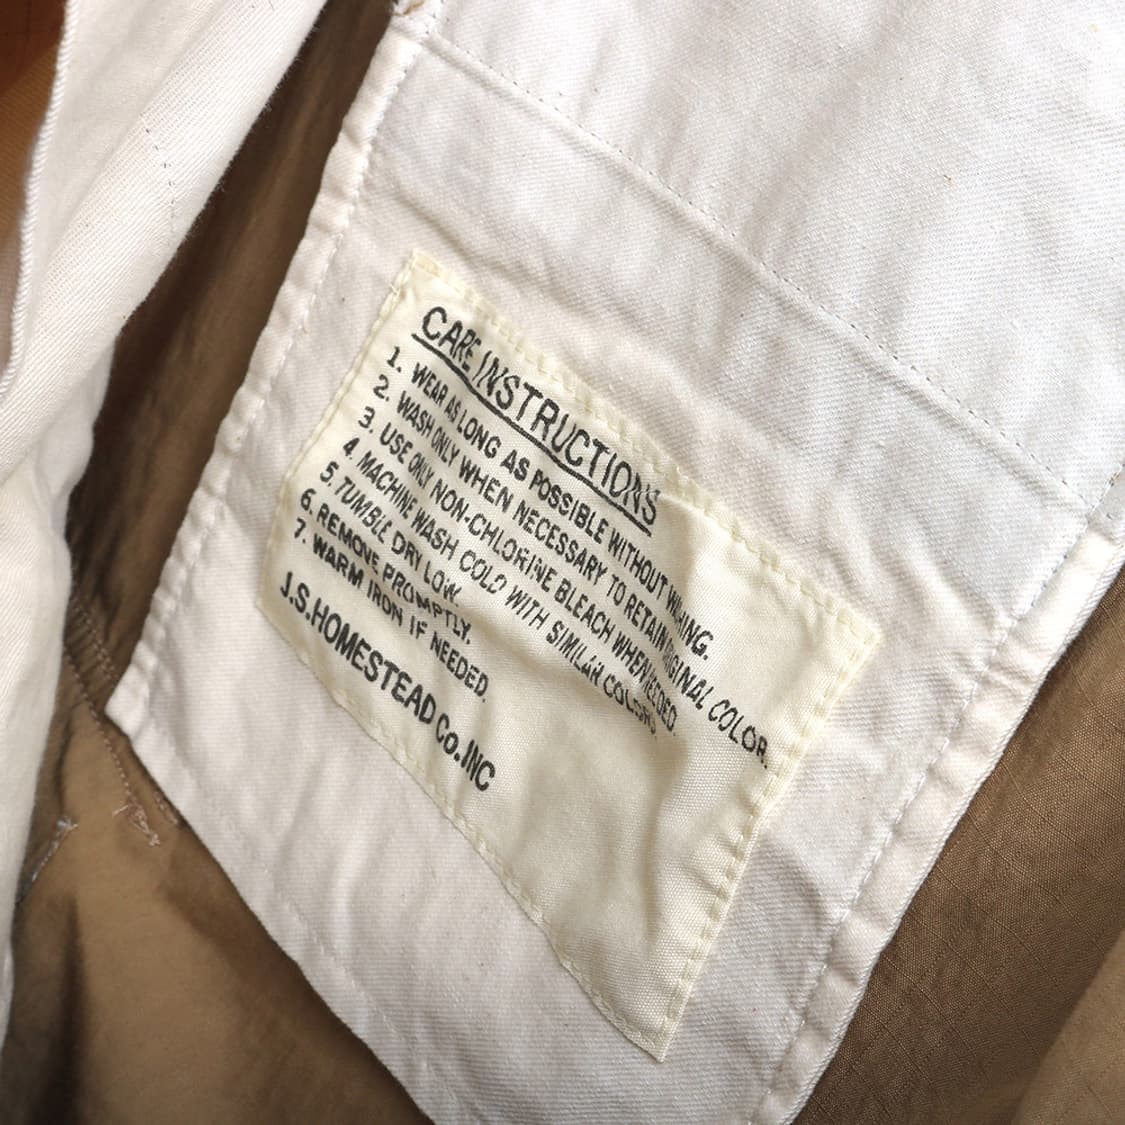 CARE INSTRUCTIONS
1. WEAR AS LONG AS POSSIBLE WITHOUT WASHING.
2. WASH ONLY WHEN NECESSARY TO RETAIN ORIGINAL COLOR.
3. USE ONLY NON-CHLORINE BLEACH WHEN NEEDED.
4. MACHINE WASH COLD WITH SIMILAR COLORS.
5. TUMBLE DRY LOW.
6. REMOVE PROMPTLY.
7. WARM IRON IF NEEDED.
J.S.HOMESTEAD Co.INC